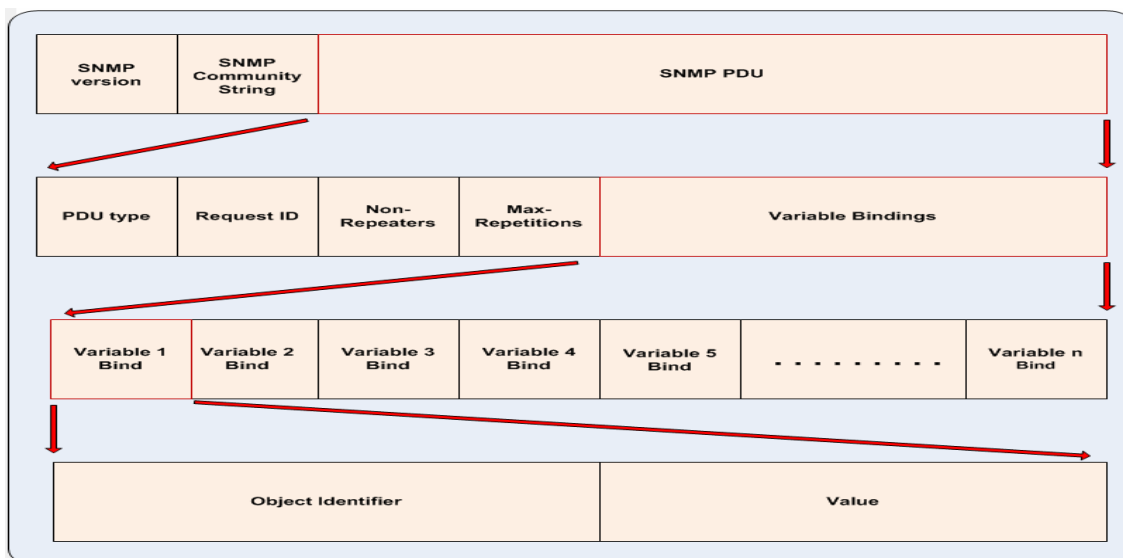 SNMP
version
SNMP
Community
String
SNMP PDU
PDU type
Request ID
Non-
Repeaters
Max-
Repetitions
Variable Bindings
Variable 1
Bind
Variable 2
Bind
Variable 3
Bind
Variable 4
Bind
Variable 5
Bind
. . . . . . . . .
Variable n
Bind
Object Identifier
Value